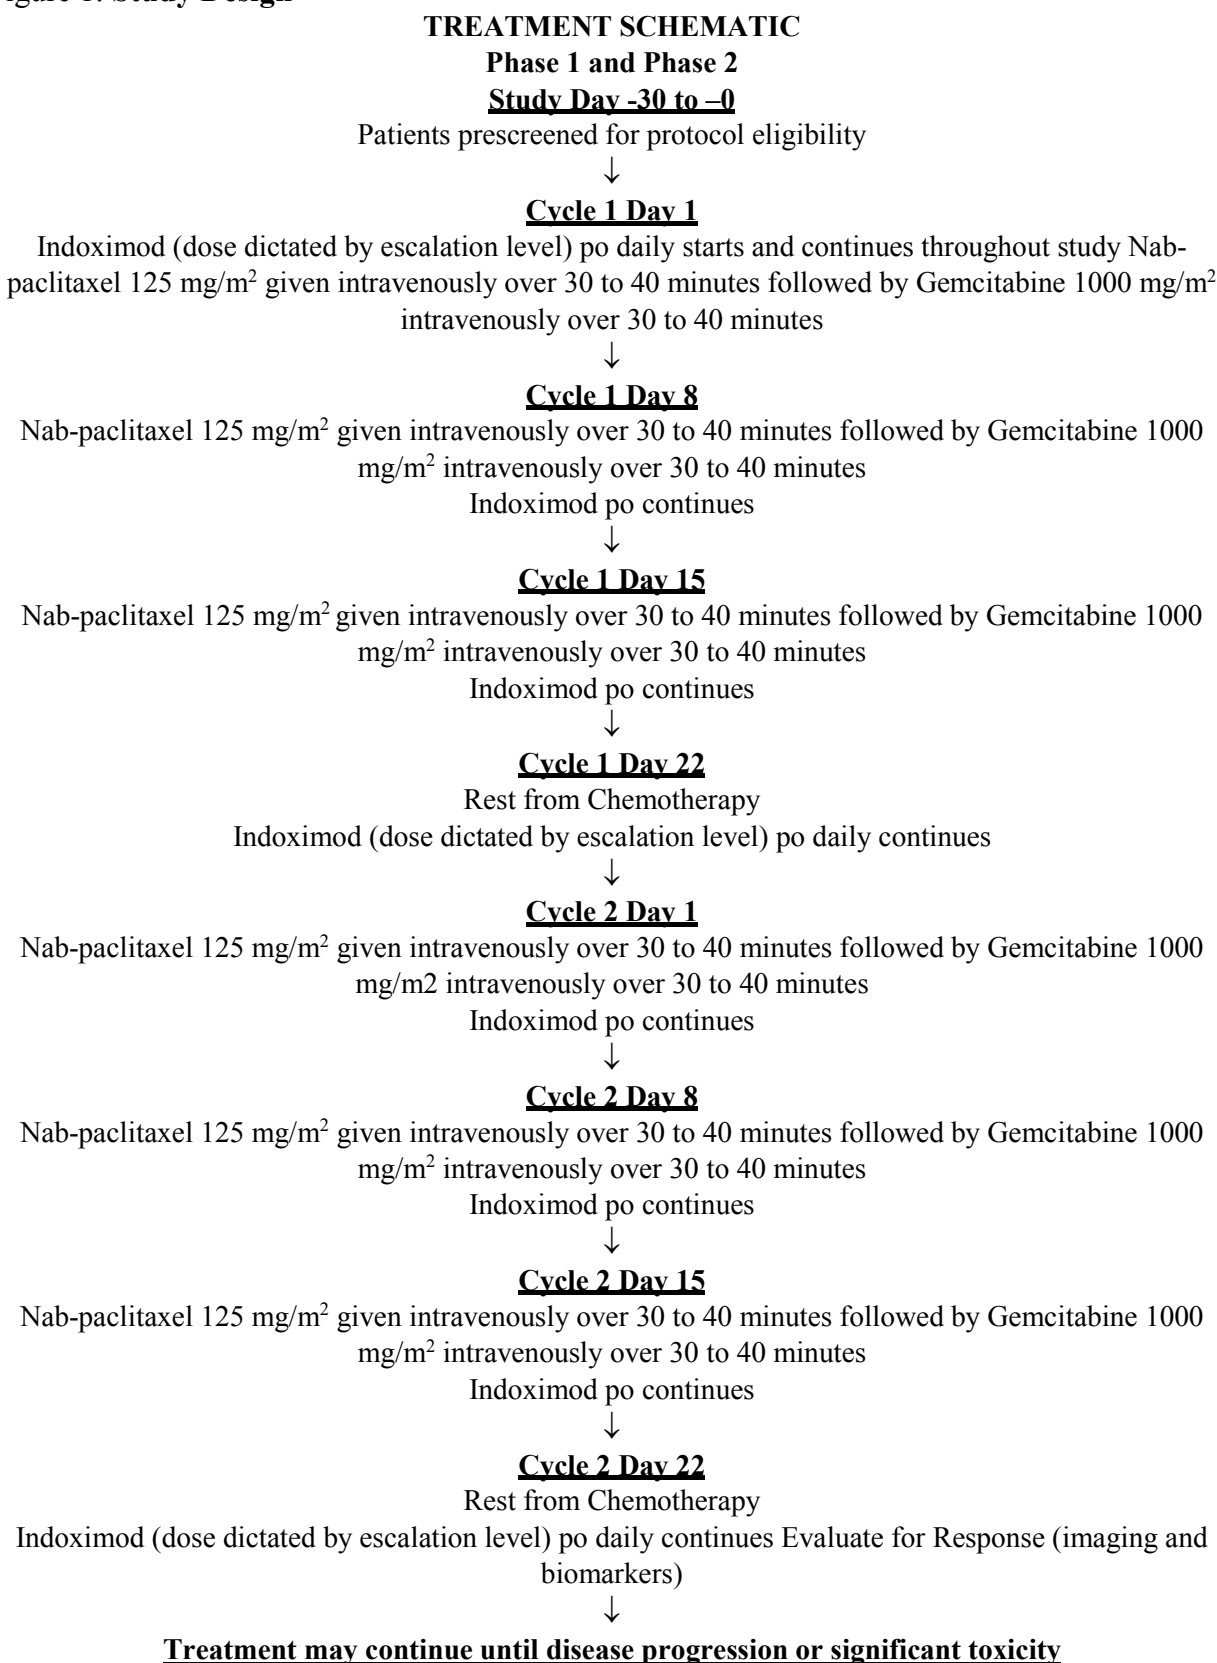 igure 1. Study Design
TREATMENT SCHEMATIC
Phase 1 and Phase 2
Study Day -30 to –0
Patients prescreened for protocol eligibility
↓
Cycle 1 Day 1
Indoximod (dose dictated by escalation level) po daily starts and continues throughout study Nab-
paclitaxel 125 mg/m² given intravenously over 30 to 40 minutes followed by Gemcitabine 1000 mg/m²
intravenously over 30 to 40 minutes
↓
Cycle 1 Day 8
Nab-paclitaxel 125 mg/m² given intravenously over 30 to 40 minutes followed by Gemcitabine 1000
mg/m² intravenously over 30 to 40 minutes
Indoximod po continues
↓
Cycle 1 Day 15
Nab-paclitaxel 125 mg/m² given intravenously over 30 to 40 minutes followed by Gemcitabine 1000
mg/m² intravenously over 30 to 40 minutes
Indoximod po continues
↓
Cycle 1 Day 22
Rest from Chemotherapy
Indoximod (dose dictated by escalation level) po daily continues
↓
Cycle 2 Day 1
Nab-paclitaxel 125 mg/m² given intravenously over 30 to 40 minutes followed by Gemcitabine 1000
mg/m2 intravenously over 30 to 40 minutes
Indoximod po continues
↓
Cycle 2 Day 8
Nab-paclitaxel 125 mg/m² given intravenously over 30 to 40 minutes followed by Gemcitabine 1000
mg/m² intravenously over 30 to 40 minutes
Indoximod po continues
↓
Cycle 2 Day 15
Nab-paclitaxel 125 mg/m² given intravenously over 30 to 40 minutes followed by Gemcitabine 1000
mg/m² intravenously over 30 to 40 minutes
Indoximod po continues
↓
Cycle 2 Day 22
Rest from Chemotherapy
Indoximod (dose dictated by escalation level) po daily continues Evaluate for Response (imaging and
biomarkers)
↓
Treatment may continue until disease progression or significant toxicity